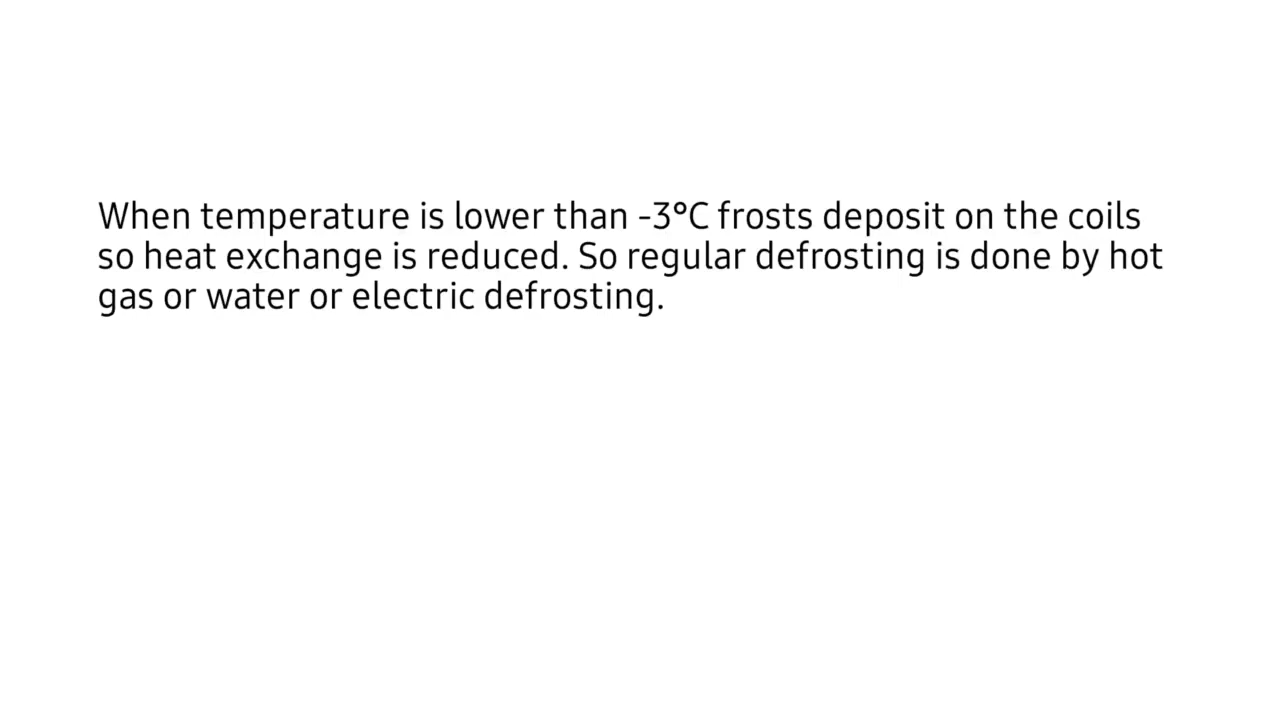 When temperature is lower than -3°C frosts deposit on the coils
so heat exchange is reduced. So regular defrosting is done by hot
gas or water or electric defrosting.